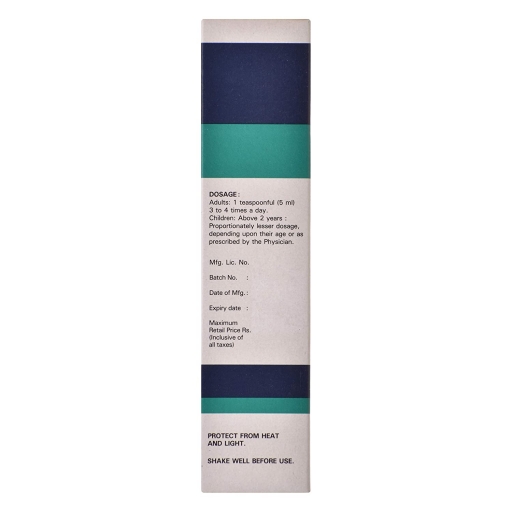 DOSAGE :
Adults: 1 teaspoonful (5 ml)
3 to 4 times a day.
Children: Above 2 years :
Proportionately lesser dosage,
depending upon their age or as
prescribed by the Physician.
Mfg. Lic. No.
Batch No. :
Date of Mfg. :
Expiry date :
Maximum
Retail Price Rs.
(Inclusive of
all taxes)
PROTECT FROM HEAT
AND LIGHT.
SHAKE WELL BEFORE USE.